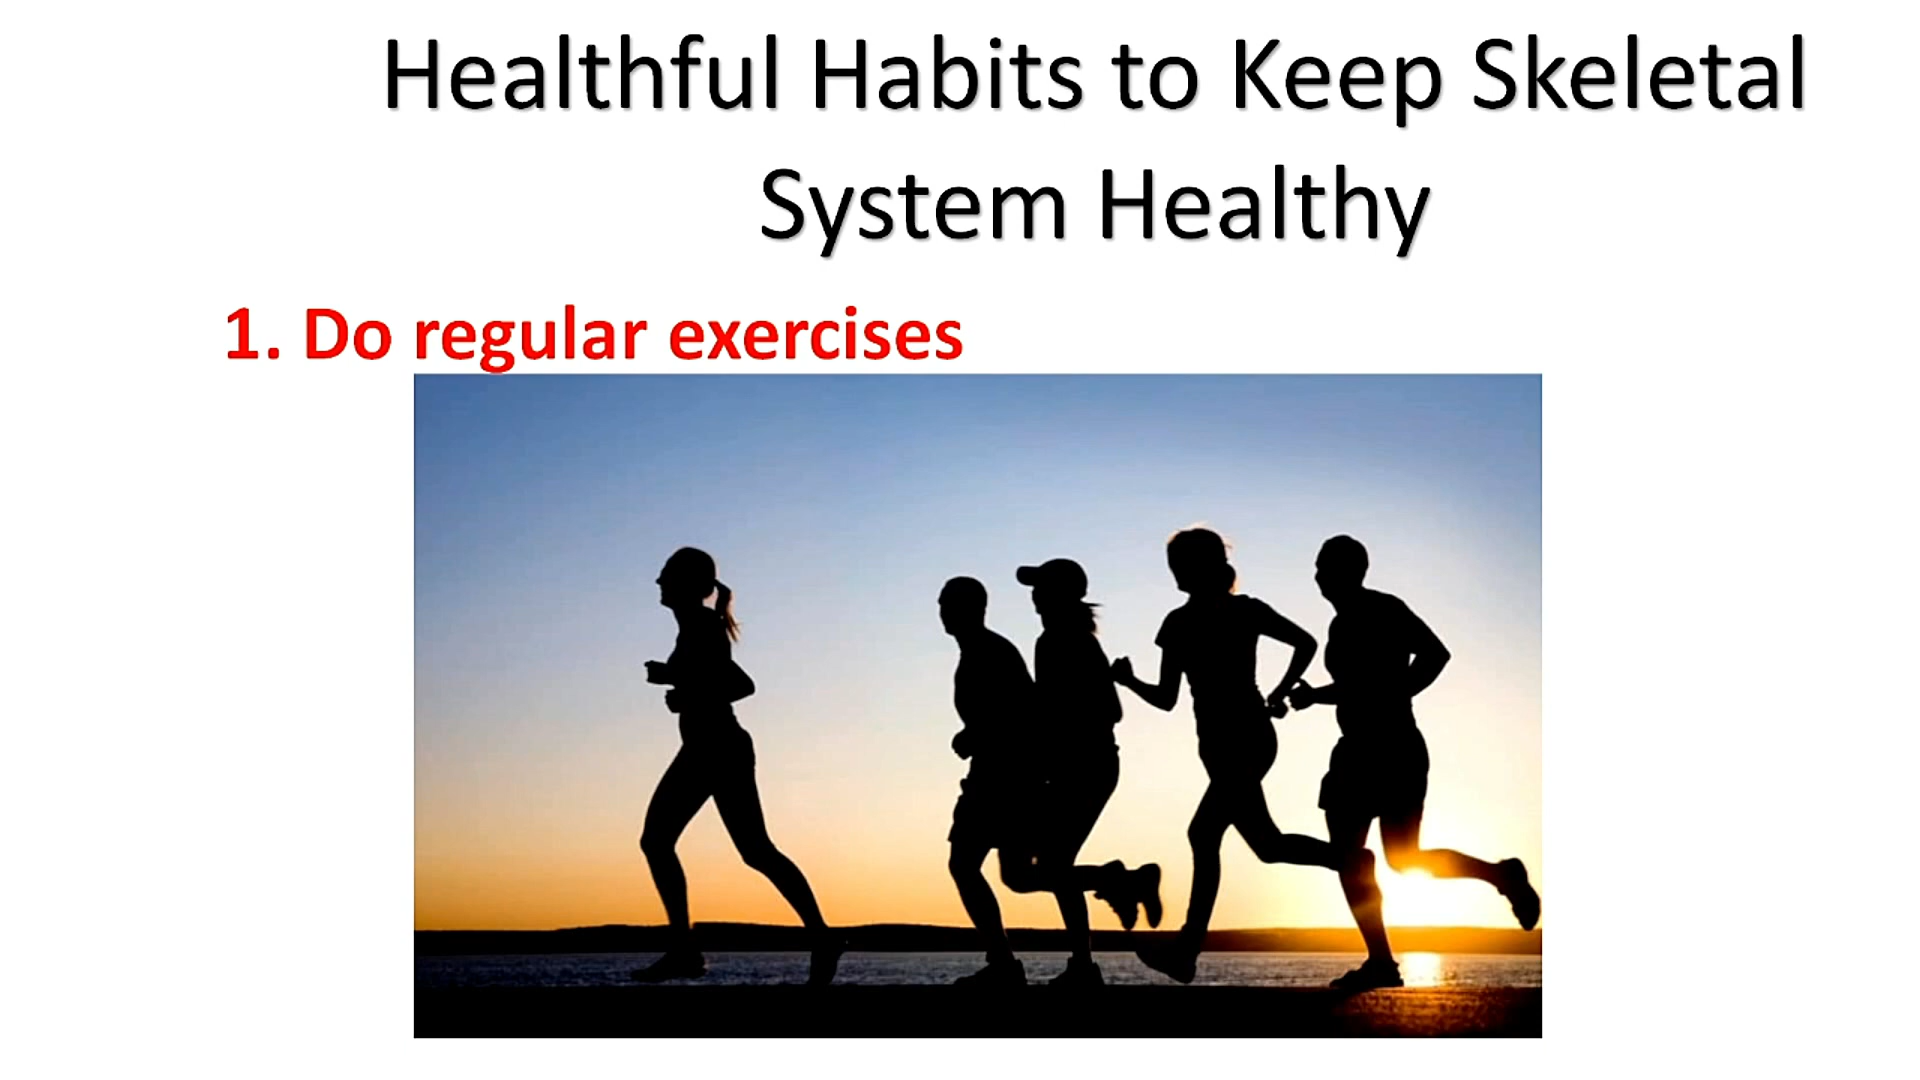 Healthful Habits to Keep Skeletal
System Healthy
1. Do regular exercises